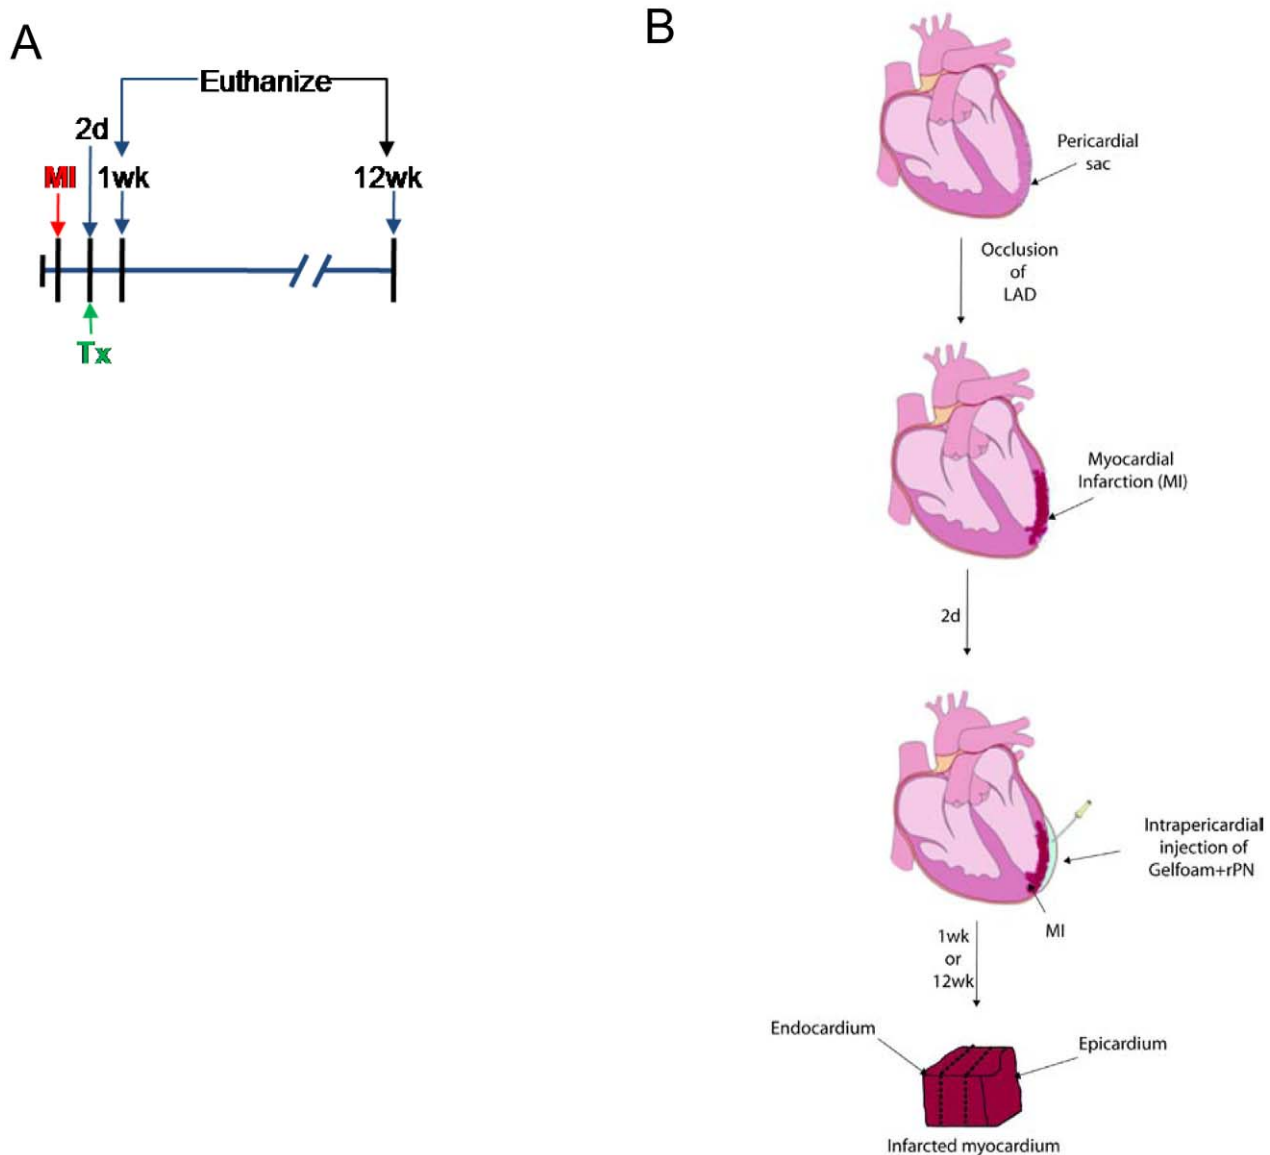 A
Euthanize
2d
MI
1wk
12wk
Tx
B
Pericardial
sac
Occlusion
of
LAD
Myocardial
Infarction (MI)
2d
Intrapericardial
injection of
Gelfoam+rPN
MI
1wk
or
12wk
Endocardium
Epicardium
Infarcted myocardium